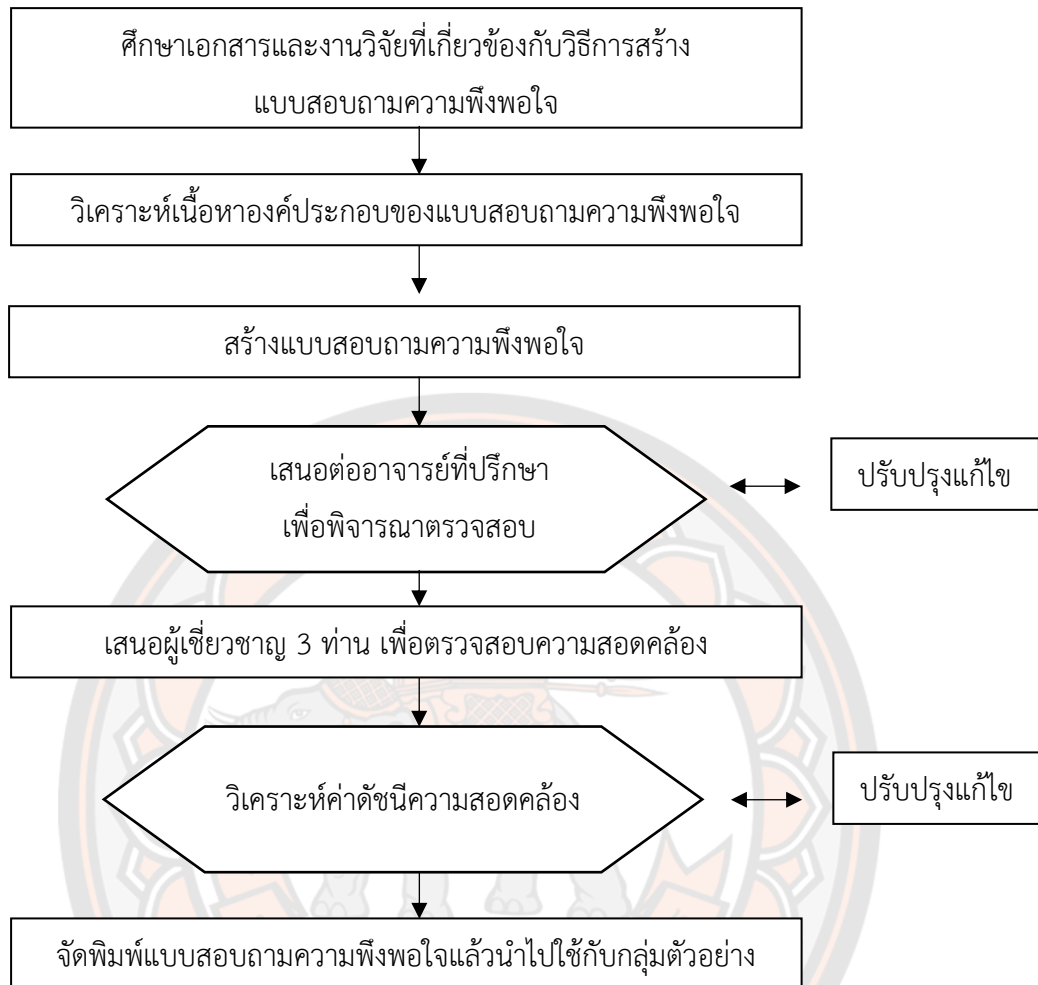 ศึกษาเอกสารและงานวิจัยที่เกี่ยวข้องกับวิธีการสร้าง
แบบสอบถามความพึงพอใจ
วิเคราะห์เนื้อหาองค์ประกอบของแบบสอบถามความพึงพอใจ
สร้างแบบสอบถามความพึงพอใจ
เสนอต่ออาจารย์ที่ปรึกษา
เพื่อพิจารณาตรวจสอบ
ปรับปรุงแก้ไข
เสนอผู้เชี่ยวชาญ 3 ท่าน เพื่อตรวจสอบความสอดคล้อง
วิเคราะห์ค่าดัชนีความสอดคล้อง
ปรับปรุงแก้ไข
จัดพิมพ์แบบสอบถามความพึงพอใจแล้วนำไปใช้กับกลุ่มตัวอย่าง